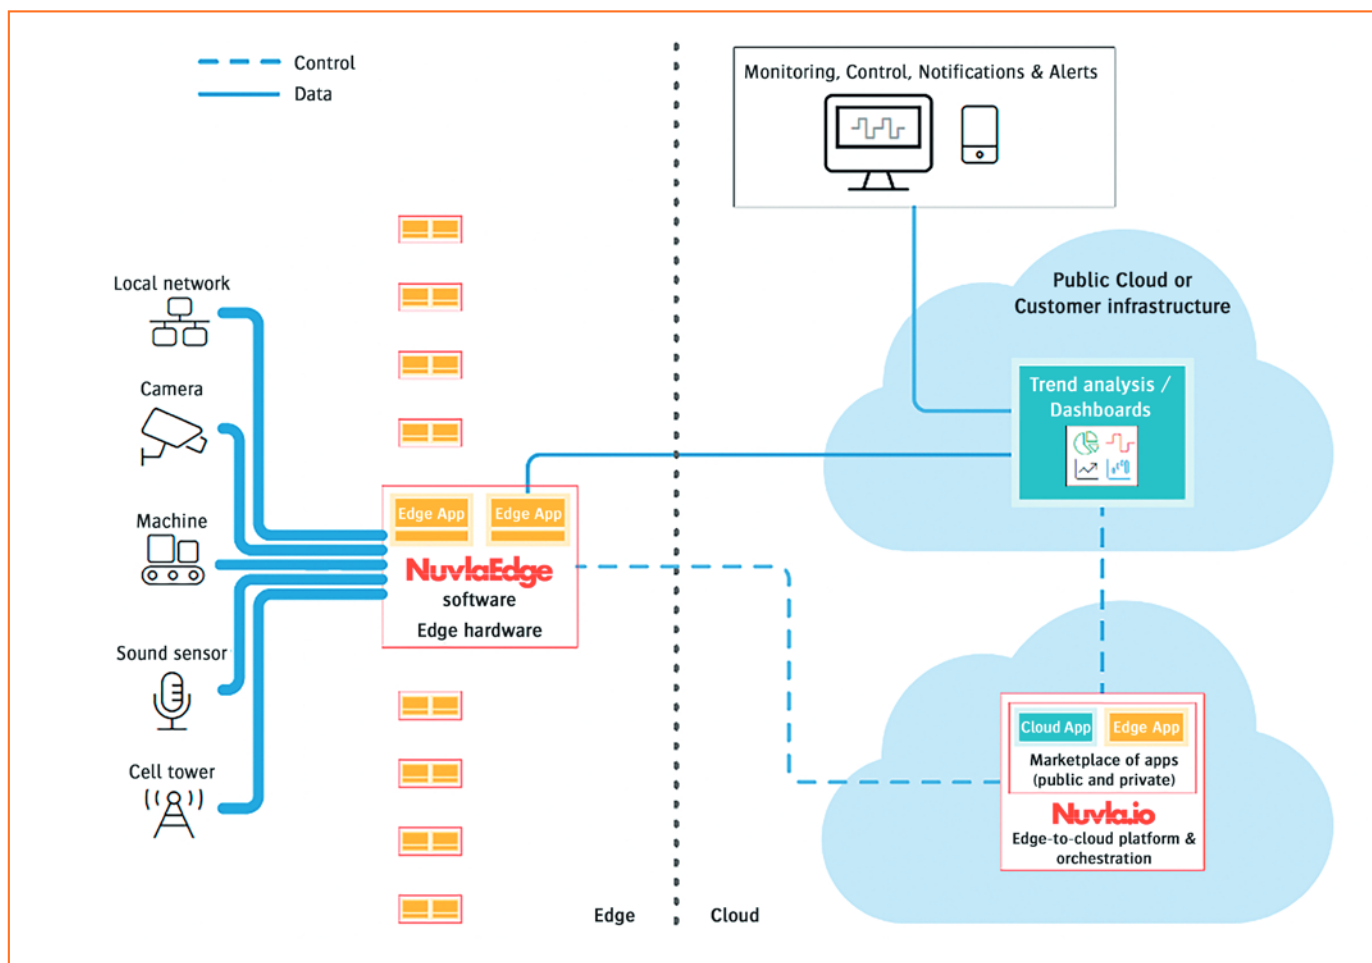 Control
Data
Monitoring, Control, Notifications & Alerts
Local network
Camera
Machine
Sound sensor
Cell tower
Edge App
Edge App
NuvlaEdge
software
Edge hardware
Public Cloud or
Customer infrastructure
Trend analysis /
Dashboards
Cloud App
Edge App
Marketplace of apps
(public and private)
Nuvla.io
Edge-to-cloud platform &
orchestration
Edge
Cloud